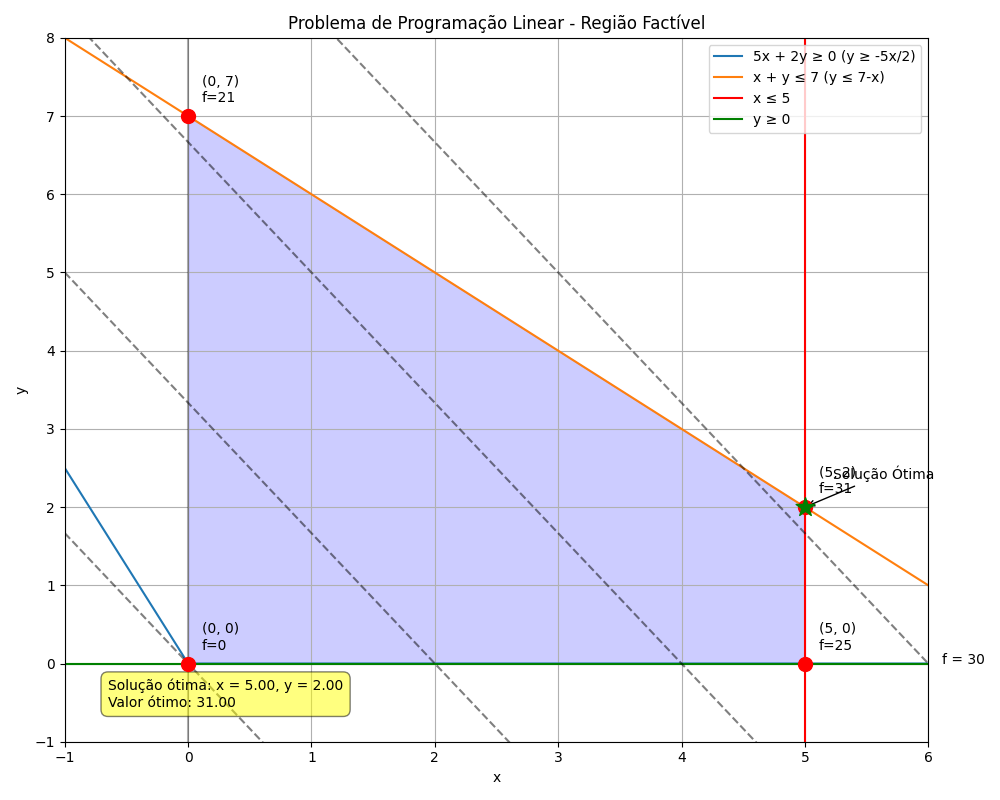 Problema de Programação Linear - Região Factível
5x + 2y ≥ 0 (y ≥ -5x/2)
x + y ≤ 7 (y ≤ 7-x)
x ≤ 5
y ≥ 0
8
7
6
5
4
3
2
1
0
−1
y
(0, 7)
f=21
(5, 2)
f=31
Solução Ótima
(0, 0)
f=0
(5, 0)
f=25
f = 30
Solução ótima: x = 5.00, y = 2.00
Valor ótimo: 31.00
−1
0
1
2
3
4
5
6
x